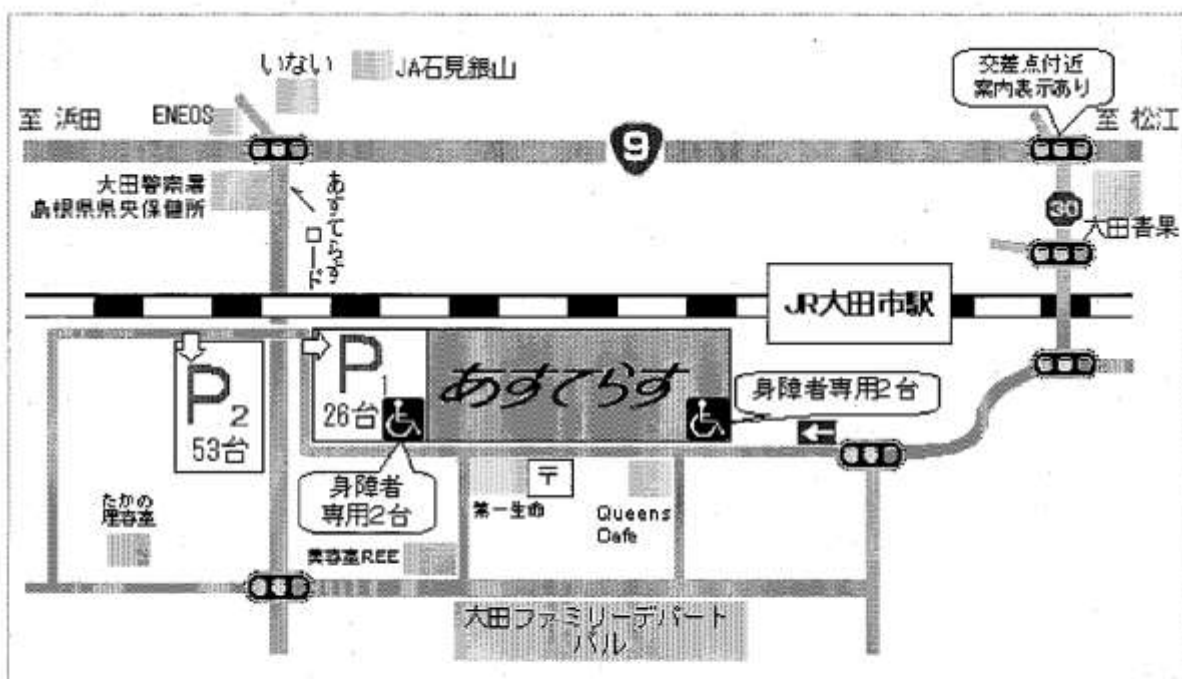 いない
JA石見銀山
交差点付近
案内表示あり
至 浜田
ENEOS
9
至 松江
大田警察署
島根県県央保健所
あすてらす
ロード
30
大田青果
JR大田市駅
P1
26台
あすてらす
身障者専用2台
P2
53台
身障者
専用2台
〒
第一生命
Queens
Cafe
たかの
理容室
美容室REE
大田ファミリーデパート
パル